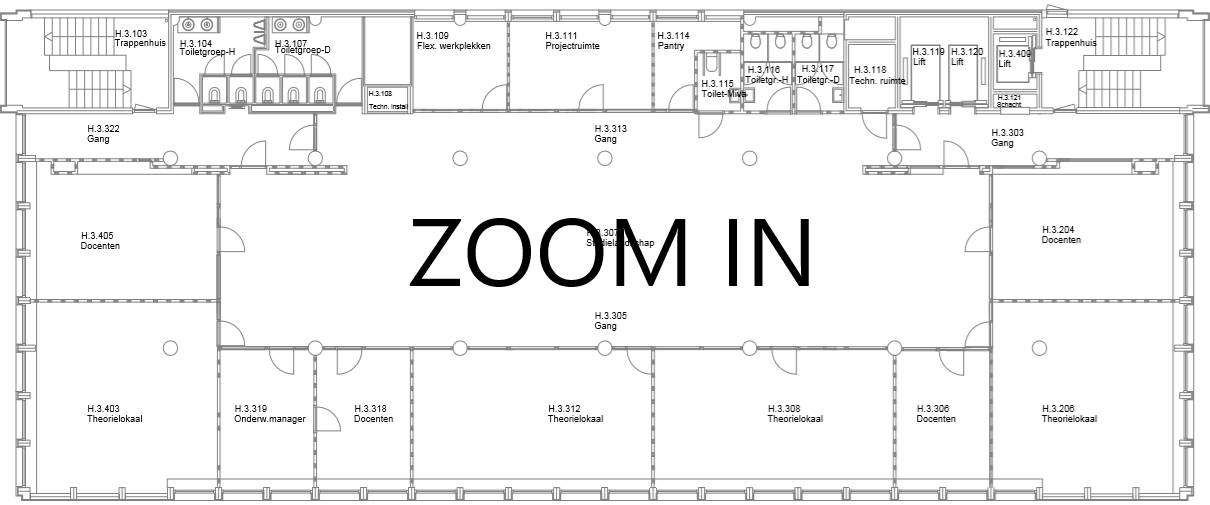 H.3.103
Trappenhuis
H.3.104
Toiletgroep-H
H.3.107
Toiletgroep-D
H.3.108
Techn. install
H.3.109
Flex. werkplekken
H.3.111
Projectruimte
H.3.114
Pantry
H.3.115
Toilet-Miva
H.3.116
Toiletgr.-H
H.3.117
Toiletgr.-D
H.3.118
Techn. ruimte
H.3.119
Lift
H.3.120
Lift
H.3.409
Lift
H.3.121
Schacht
H.3.122
Trappenhuis
H.3.322
Gang
H.3.313
Gang
H.3.303
Gang
H.3.405
Docenten
ZOOM IN
H.3.307
Studielandschap
H.3.204
Docenten
H.3.305
Gang
H.3.403
Theorielokaal
H.3.319
Onderw.manager
H.3.318
Docenten
H.3.312
Theorielokaal
H.3.308
Theorielokaal
H.3.306
Docenten
H.3.206
Theorielokaal